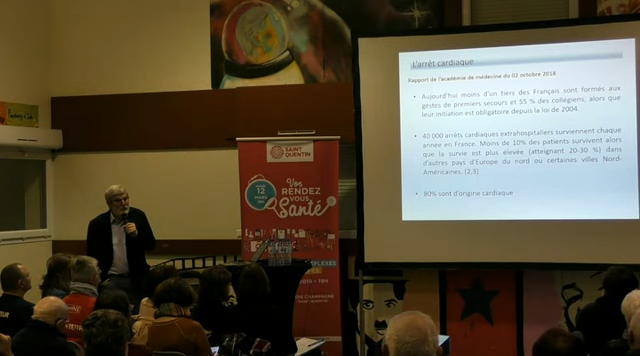 L'arrêt cardiaque
Rapport de l'académie de médecine du 02 octobre 2018
• Aujourd'hui moins d'un tiers des Français sont formés aux
gestes de premiers secours et 55 % des collégiens, alors que
leur initiation est obligatoire depuis la loi de 2004.
• 40 000 arrêts cardiaques extrahospitaliers surviennent chaque
année en France. Moins de 10% des patients survivent alors
que la survie est plus élevée (atteignant 20-30 %) dans
d'autres pays d'Europe du nord ou certaines villes Nord-
Américaines. (2,3)
• 80% sont d'origine cardiaque
SAINT
QUENTIN
12
MARS
Vos
RENDEZ
VOUS
Santé
CHAMPAGNE